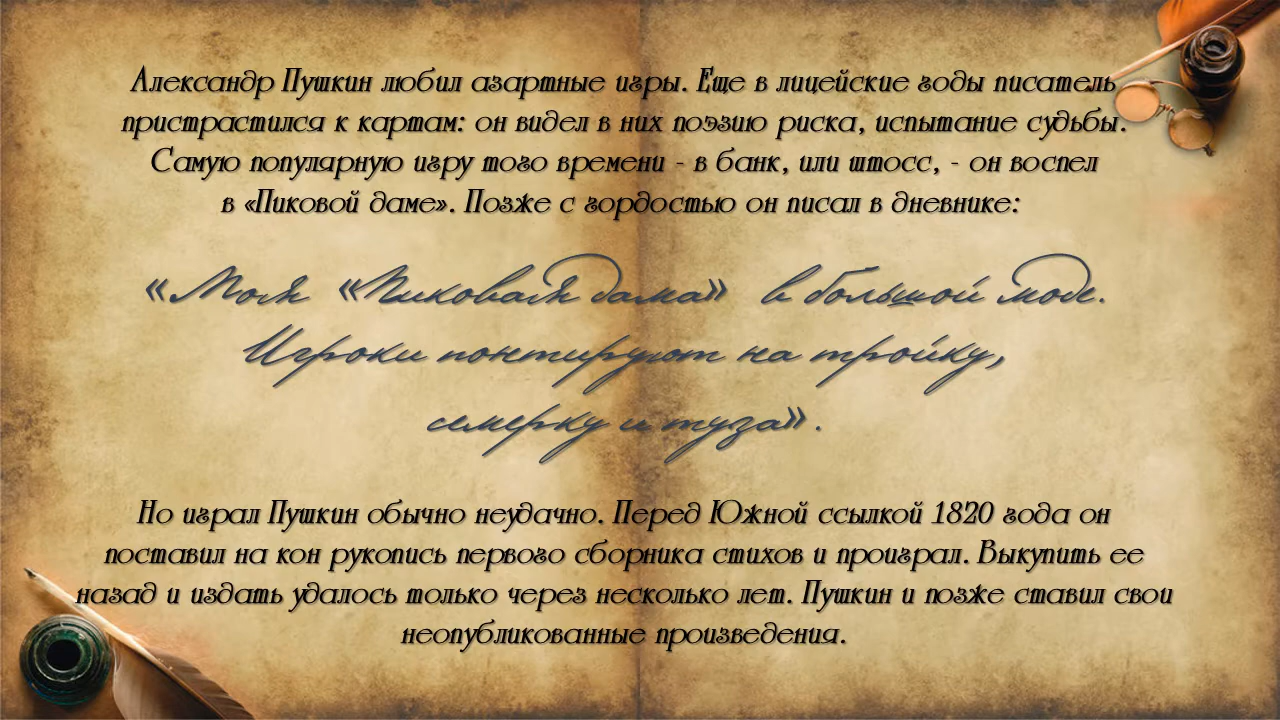 Александр Пушкин любил азартные игры. Еще в лицейские годы писатель
пристрастился к картам: он видел в них поэзию риска, испытание судьбы.
Самую популярную игру того времени - в банк, или штосс, - он воспел
в «Пиковой даме». Позже с гордостью он писал в дневнике:
«Моя «Пиковая дама» в большой моде.
Игроки понтируют на тройку,
семерку и туза».
Но играл Пушкин обычно неудачно. Перед Южной ссылкой 1820 года он
поставил на кон рукопись первого сборника стихов и проиграл. Выкупить ее
назад и издать удалось только через несколько лет. Пушкин и позже ставил свои
неопубликованные произведения.